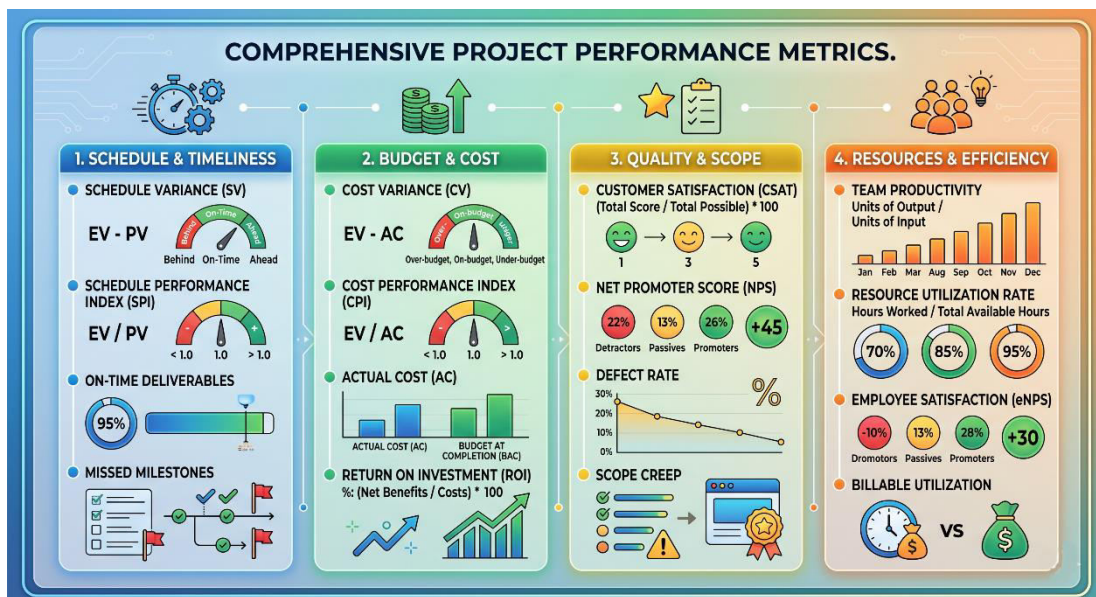 COMPREHENSIVE PROJECT PERFORMANCE METRICS.
1. SCHEDULE & TIMELINESS
SCHEDULE VARIANCE (SV)
EV - PV
Behind
On-Time
Ahead
Behind On-Time Ahead
SCHEDULE PERFORMANCE
INDEX (SPI)
EV / PV
-
+
< 1.0 1.0 > 1.0
ON-TIME DELIVERABLES
95%
MISSED MILESTONES
2. BUDGET & COST
COST VARIANCE (CV)
EV - AC
Over-
On-budget
Over-budget, On-budget, Under-budget
COST PERFORMANCE INDEX
(CPI)
EV / AC
-
< 1.0 1.0 > 1.0
ACTUAL COST (AC)
ACTUAL COST (AC)
BUDGET AT
COMPLETION (BAC)
RETURN ON INVESTMENT (ROI)
%: (Net Benefits / Costs) * 100
3. QUALITY & SCOPE
CUSTOMER SATISFACTION (CSAT)
(Total Score / Total Possible) * 100
1 3 5
NET PROMOTER SCORE (NPS)
22% 13% 26% +45
Detractors Passives Promoters
DEFECT RATE
%
30%
20%
10%
0%
SCOPE CREEP
4. RESOURCES & EFFICIENCY
TEAM PRODUCTIVITY
Units of Output /
Units of Input
Jan Feb Mar Aug Sep Oct Nov Dec
RESOURCE UTILIZATION RATE
Hours Worked / Total Available Hours
70% 85% 95%
EMPLOYEE SATISFACTION (eNPS)
-10% 13% 28% +30
Dromotors Passives Promoters
BILLABLE UTILIZATION
$
VS
$